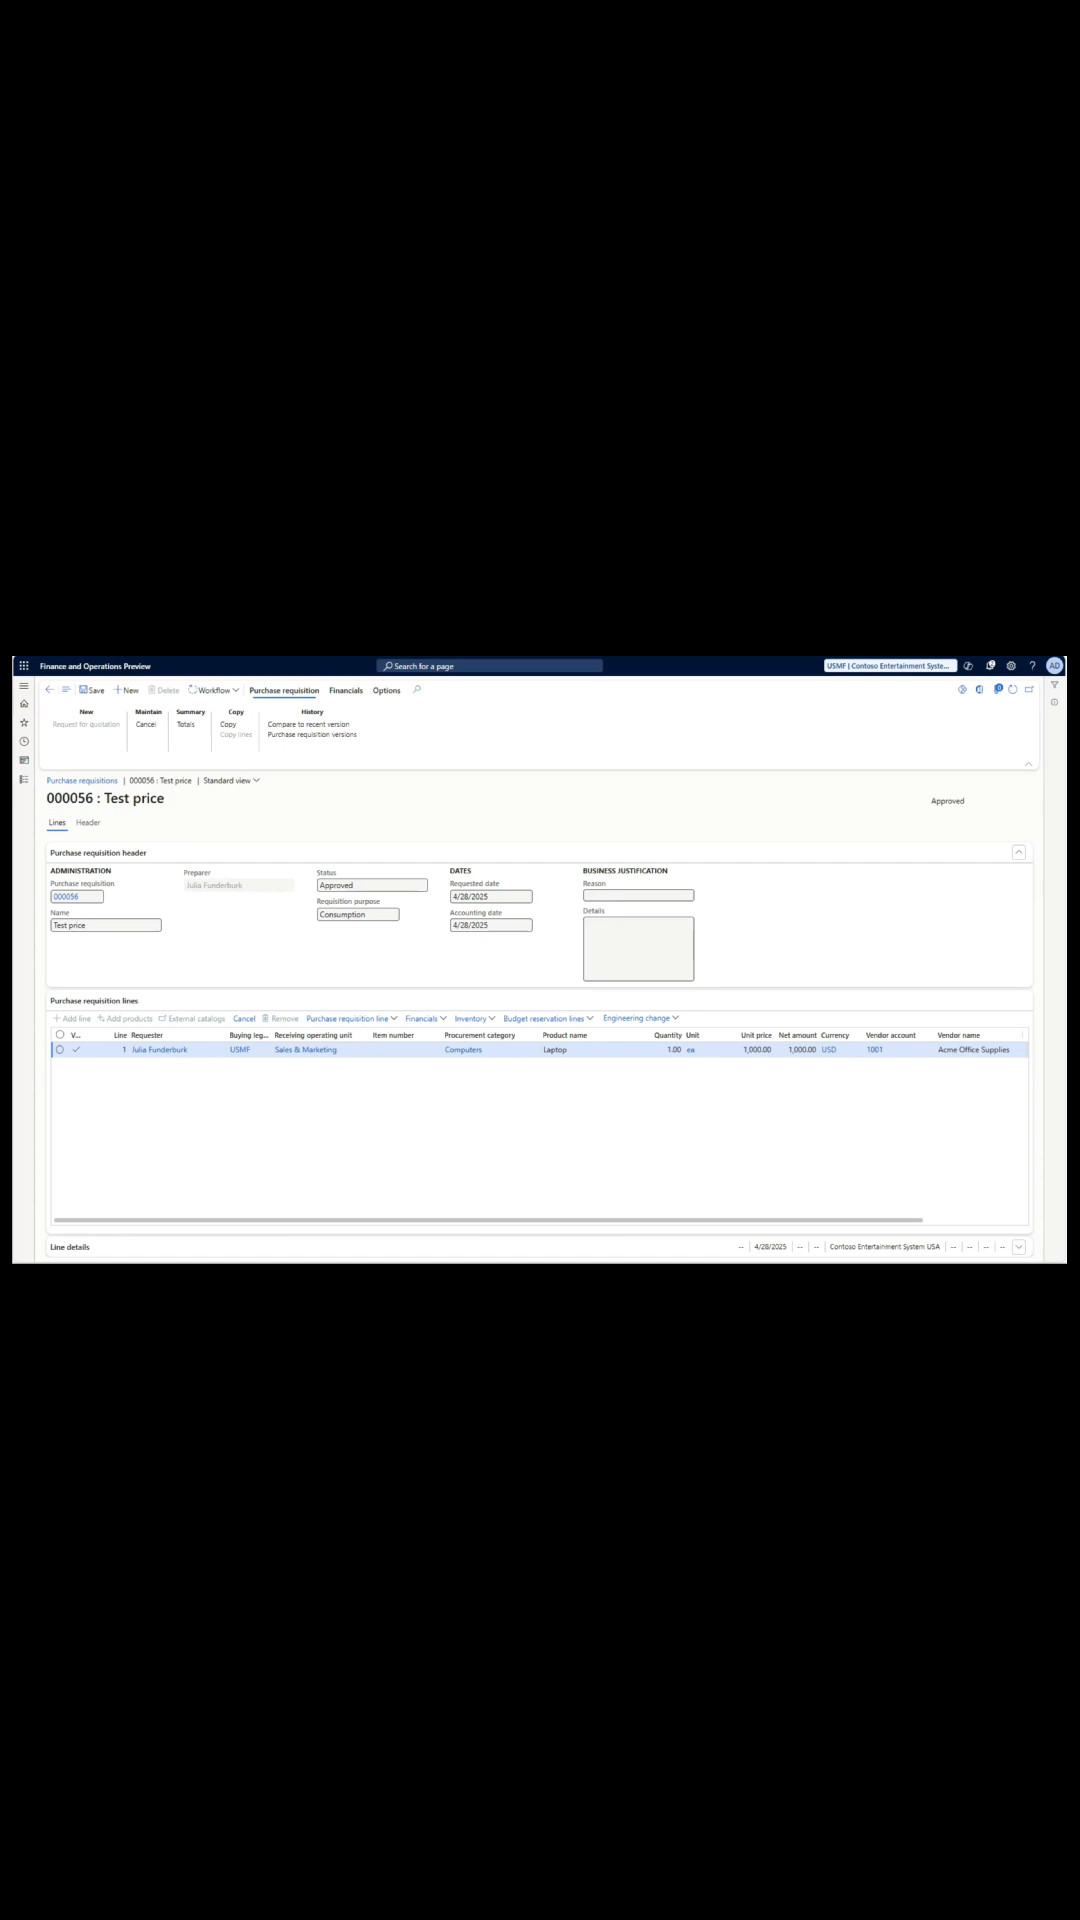 Finance and Operations Preview
Search for a page
USMF | Contoso Entertainment Syste...
?
AD
Save
New
Delete
Workflow
Purchase requisition
Financials
Options
New
Maintain
Summary
Copy
History
Request for quotation
Cancel
Totals
Copy
Compare to recent version
Copy lines
Purchase requisition versions
Purchase requisitions | 000056 : Test price | Standard view
000056 : Test price
Approved
Lines
Header
Purchase requisition header
ADMINISTRATION
Purchase requisition
000056
Name
Test price
Preparer
Julia Funderburk
Status
Approved
Requisition purpose
Consumption
DATES
Requested date
4/28/2025
Accounting date
4/28/2025
BUSINESS JUSTIFICATION
Reason
Details
Purchase requisition lines
Add line
Add products
External catalogs
Cancel
Remove
Purchase requisition line
Financials
Inventory
Budget reservation lines
Engineering change
V... Line Requester Buying leg... Receiving operating unit Item number Procurement category Product name Quantity Unit Unit price Net amount Currency Vendor account Vendor name
1 Julia Funderburk USMF Sales & Marketing Computers Laptop 1.00 ea 1,000.00 1,000.00 USD 1001 Acme Office Supplies
Line details
-- | 4/28/2025 | -- | -- | Contoso Entertainment System USA | -- | -- | -- | --